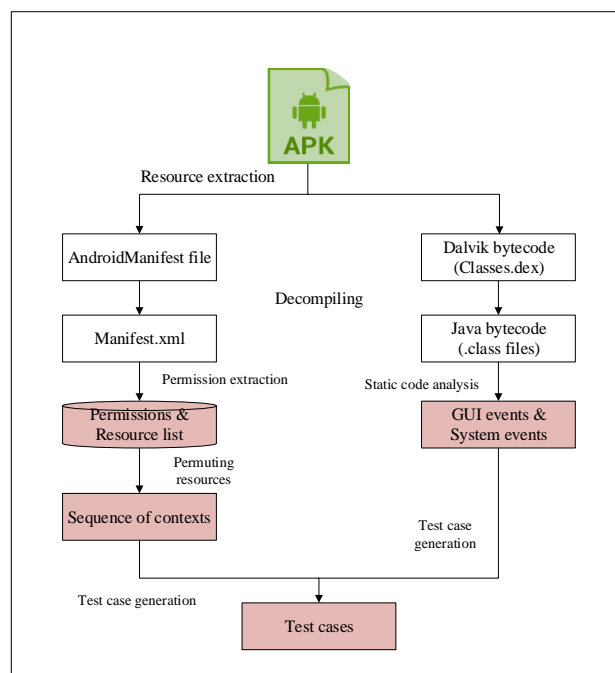 APK
Resource extraction
AndroidManifest file
Dalvik bytecode
(Classes.dex)
Decompiling
Manifest.xml
Java bytecode
(.class files)
Permission extraction
Static code analysis
Permissions &
Resource list
GUI events &
System events
Permuting
resources
Sequence of contexts
Test case
generation
Test case generation
Test cases